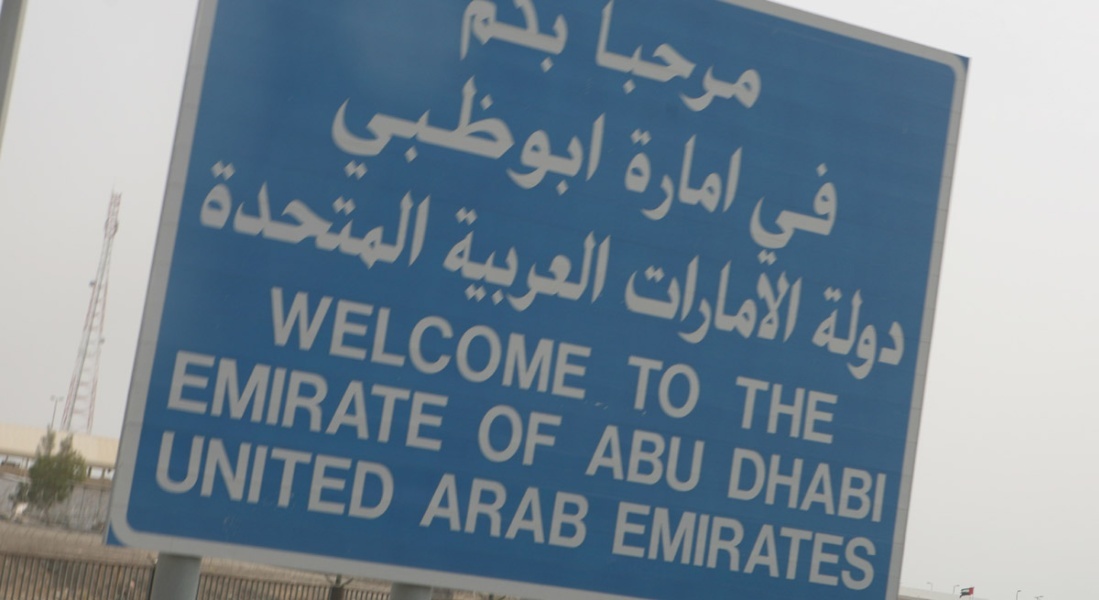 مرحبا بكم
في امارة ابوظبي
دولة الامارات العربية المتحدة
WELCOME TO THE
EMIRATE OF ABU DHABI
UNITED ARAB EMIRATES